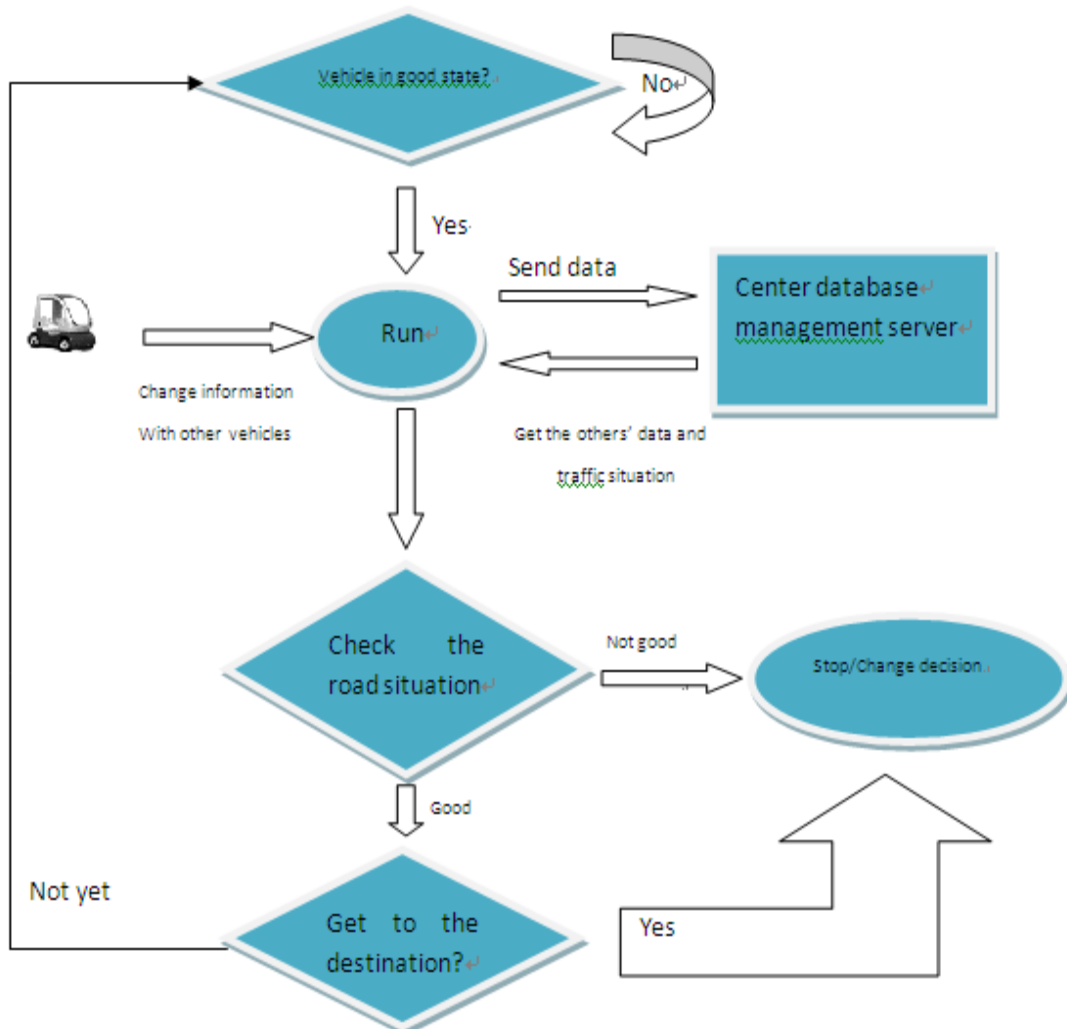 Vehicle in good state?
No
Yes
Send data
Center database
management server
Run
Change information
With other vehicles
Get the others’ data and
traffic situation
Check the
road situation
Not good
Stop/Change decision
Good
Not yet
Get to the
destination?
Yes